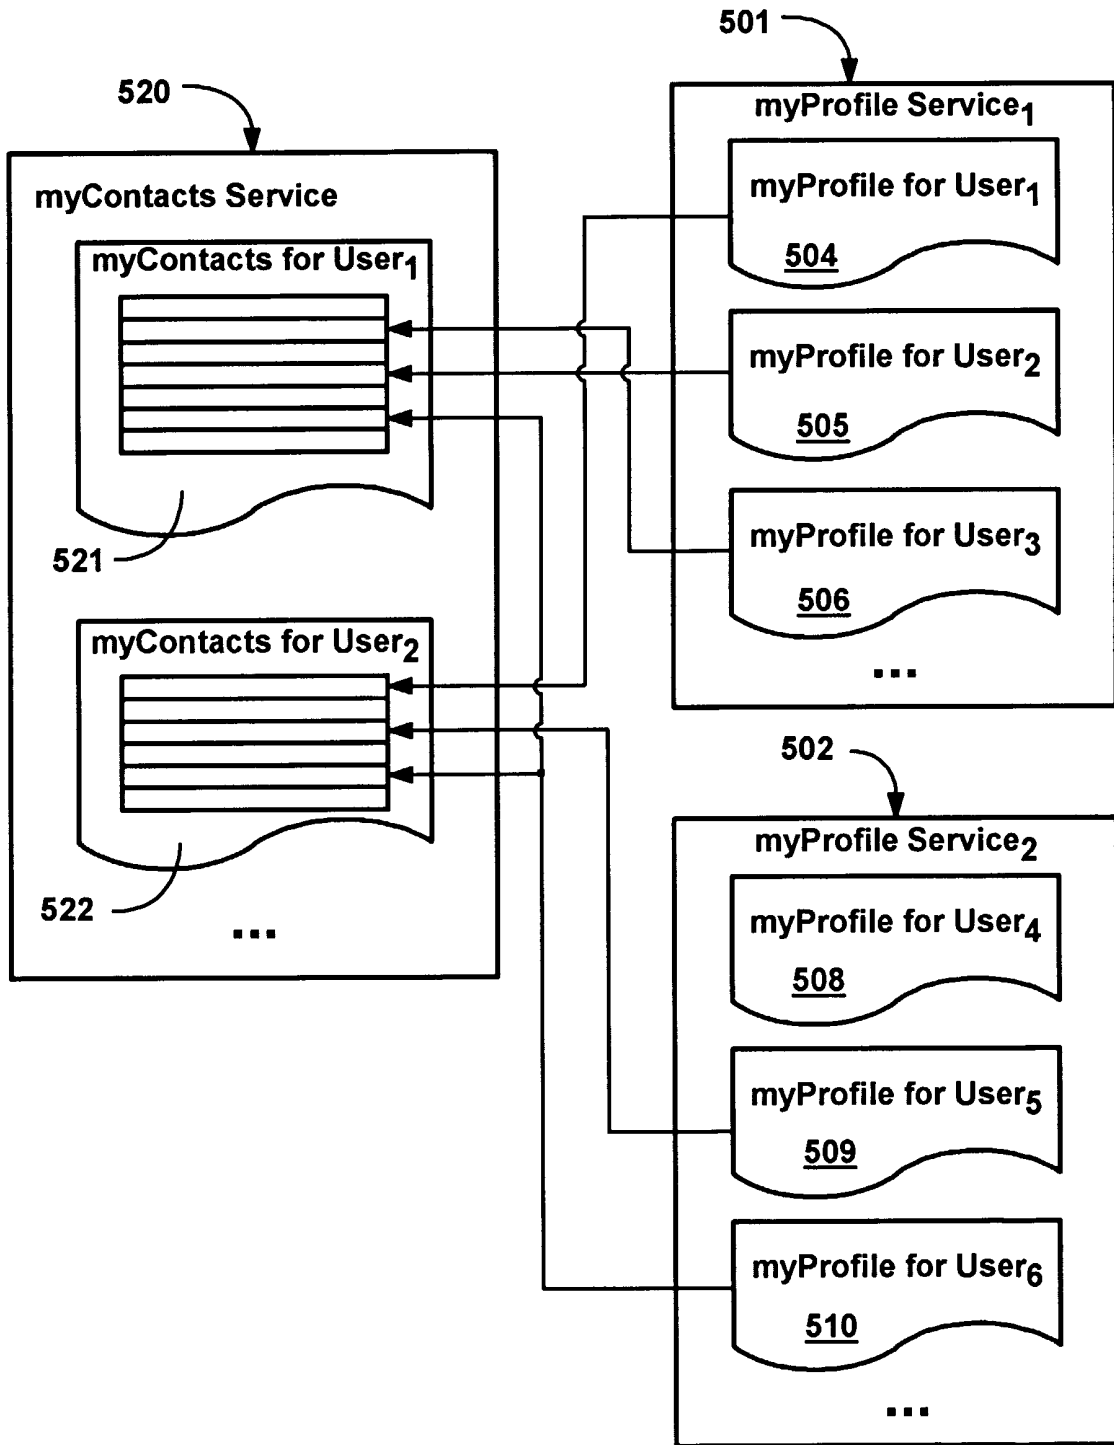 501
520
myProfile Service1
myContacts Service
myProfile for User1
504
myContacts for User1
myProfile for User2
505
521
myProfile for User3
506
myContacts for User2
...
502
myProfile Service2
522
...
myProfile for User4
508
myProfile for User5
509
myProfile for User6
510
...